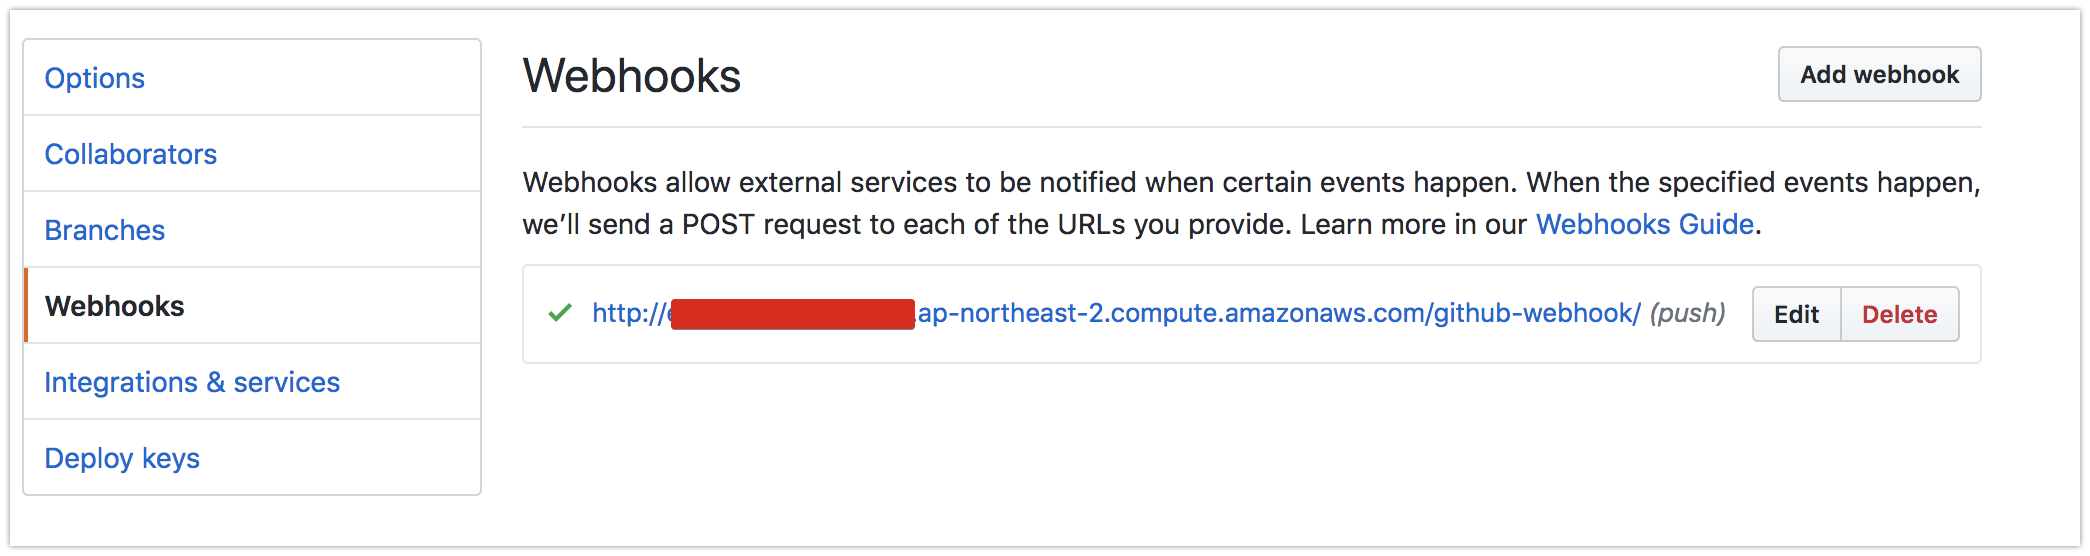 Options
Collaborators
Branches
Webhooks
Integrations & services
Deploy keys
Webhooks
Add webhook
Webhooks allow external services to be notified when certain events happen. When the specified events happen,
we’ll send a POST request to each of the URLs you provide. Learn more in our Webhooks Guide.
http:// .ap-northeast-2.compute.amazonaws.com/github-webhook/ (push)
Edit
Delete